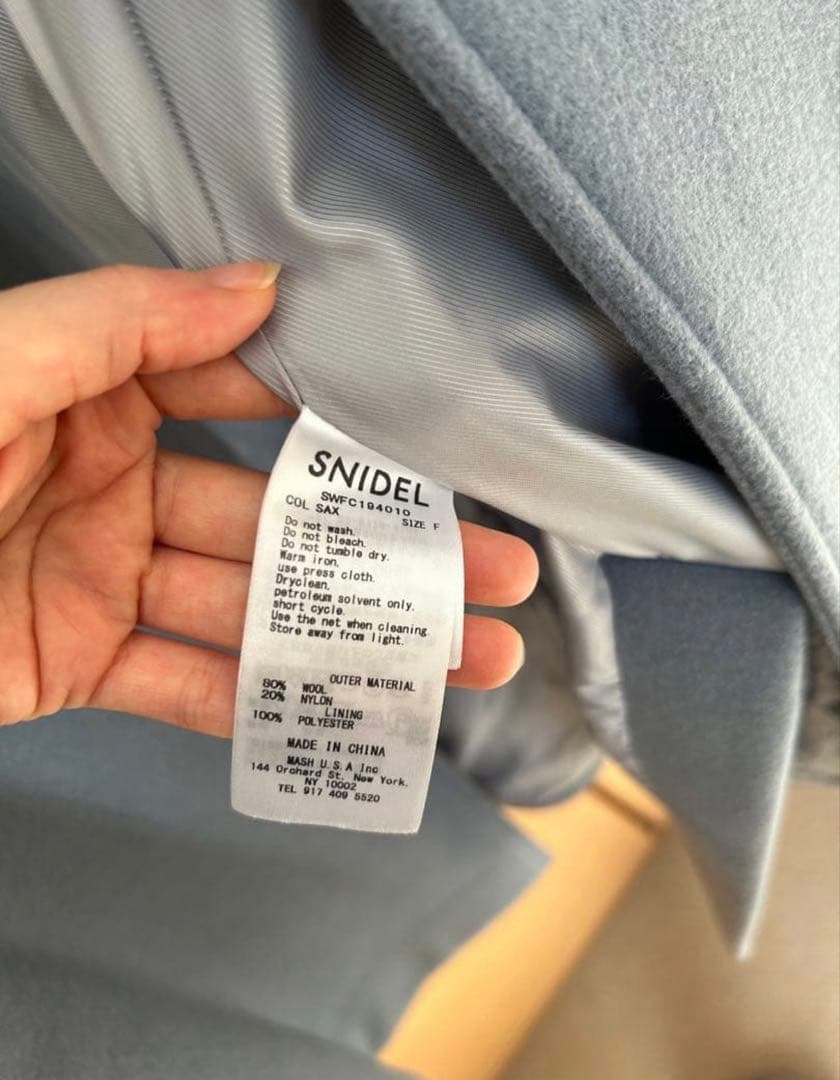 SNIDEL
SWFC194010
COL SAX
SIZE F
Do not wash.
Do not bleach.
Do not tumble dry.
Warm iron,
use press cloth.
Dryclean,
petroleum solvent only.
short cycle.
Use the net when cleaning.
Store away from light.
OUTER MATERIAL
80% WOOL
20% NYLON
LINING
100% POLYESTER
MADE IN CHINA
MASH U.S.A Inc
144 Orchard St. New York.
NY 10002
TEL 917 409 5520